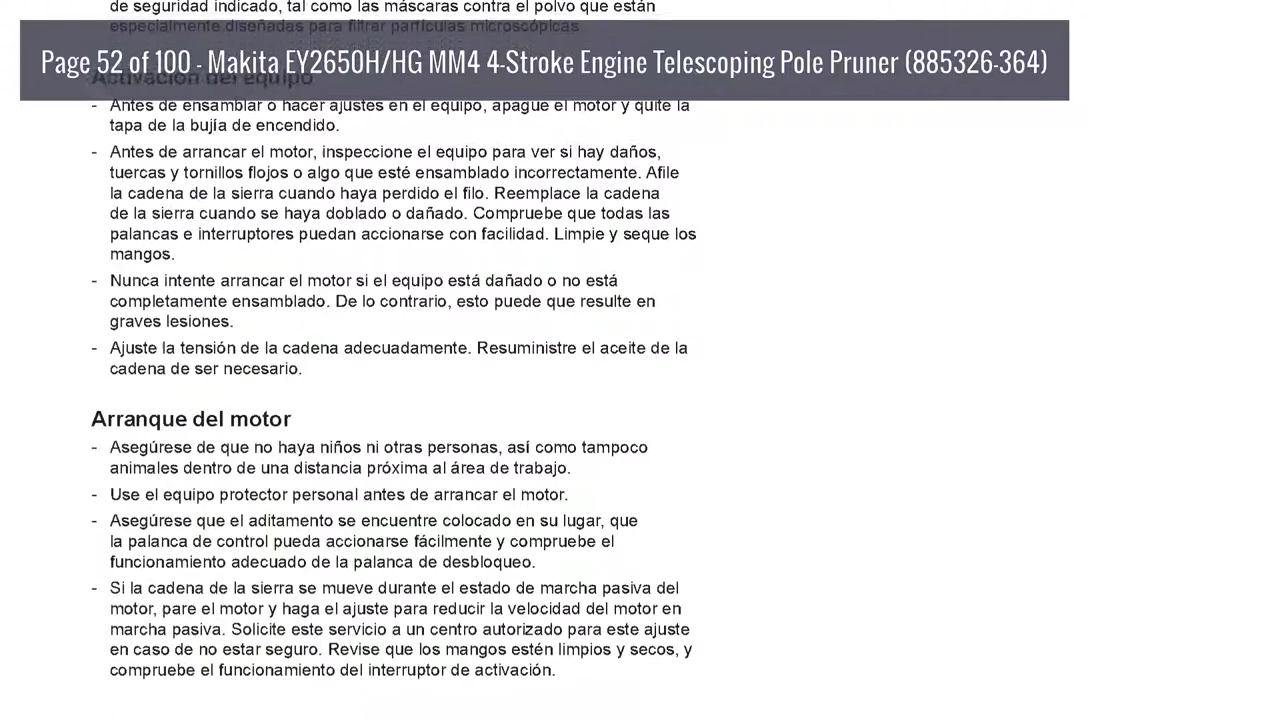 de seguridad indicado, tal como las máscaras contra el polvo que están
especialmente diseñadas para filtrar partículas microscópicas
Page 52 of 100 - Makita EY2650H/HG MM4 4-Stroke Engine Telescoping Pole Pruner (885326-364)
Activación del equipo
- Antes de ensamblar o hacer ajustes en el equipo, apague el motor y quite la
tapa de la bujía de encendido.
- Antes de arrancar el motor, inspeccione el equipo para ver si hay daños,
tuercas y tornillos flojos o algo que esté ensamblado incorrectamente. Afile
la cadena de la sierra cuando haya perdido el filo. Reemplace la cadena
de la sierra cuando se haya doblado o dañado. Compruebe que todas las
palancas e interruptores puedan accionarse con facilidad. Limpie y seque los
mangos.
- Nunca intente arrancar el motor si el equipo está dañado o no está
completamente ensamblado. De lo contrario, esto puede que resulte en
graves lesiones.
- Ajuste la tensión de la cadena adecuadamente. Resuministre el aceite de la
cadena de ser necesario.
Arranque del motor
- Asegúrese de que no haya niños ni otras personas, así como tampoco
animales dentro de una distancia próxima al área de trabajo.
- Use el equipo protector personal antes de arrancar el motor.
- Asegúrese que el aditamento se encuentre colocado en su lugar, que
la palanca de control pueda accionarse fácilmente y compruebe el
funcionamiento adecuado de la palanca de desbloqueo.
- Si la cadena de la sierra se mueve durante el estado de marcha pasiva del
motor, pare el motor y haga el ajuste para reducir la velocidad del motor en
marcha pasiva. Solicite este servicio a un centro autorizado para este ajuste
en caso de no estar seguro. Revise que los mangos estén limpios y secos, y
compruebe el funcionamiento del interruptor de activación.